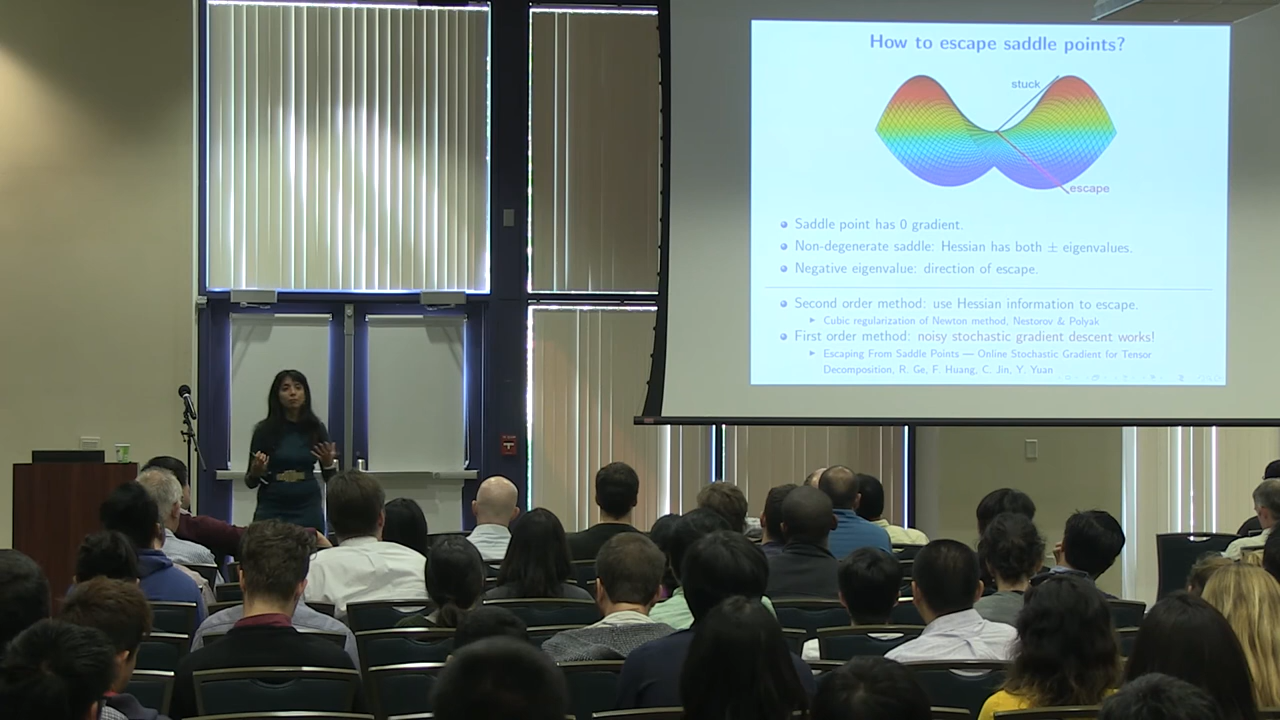 How to escape saddle points?
stuck
escape
Saddle point has 0 gradient.
Non-degenerate saddle: Hessian has both ± eigenvalues.
Negative eigenvalue: direction of escape.
Second order method: use Hessian information to escape.
Cubic regularization of Newton method, Nestorov & Polyak
First order method: noisy stochastic gradient descent works!
Escaping From Saddle Points — Online Stochastic Gradient for Tensor
Decomposition, R. Ge, F. Huang, C. Jin, Y. Yuan